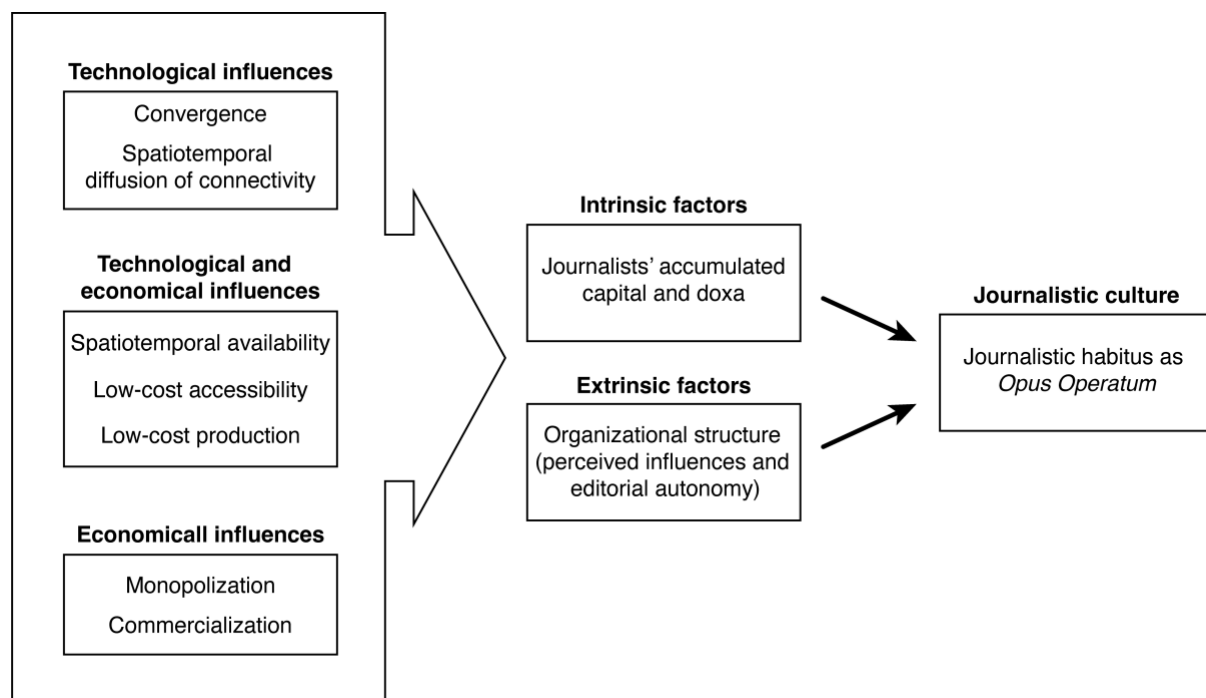 Technological influences
Convergence
Spatiotemporal
diffusion of connectivity
Technological and
economical influences
Spatiotemporal availability
Low-cost accessibility
Low-cost production
Economicall influences
Monopolization
Commercialization
Intrinsic factors
Journalists’ accumulated
capital and doxa
Extrinsic factors
Organizational structure
(perceived influences and
editorial autonomy)
Journalistic culture
Journalistic habitus as
Opus Operatum